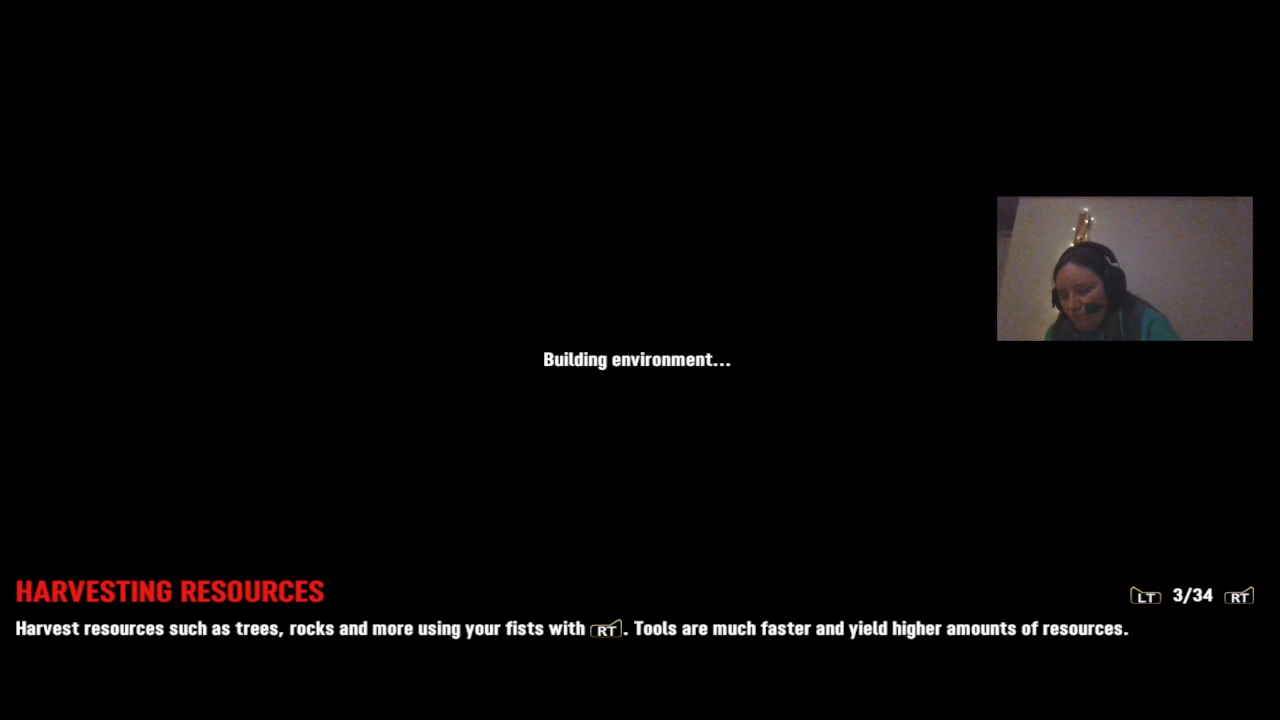 Building environment...
HARVESTING RESOURCES
LT 3/34 RT
Harvest resources such as trees, rocks and more using your fists with RT. Tools are much faster and yield higher amounts of resources.